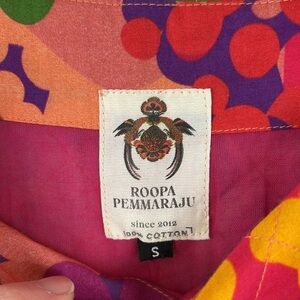 ROOPA
PEMMARAJU
since 2012
100% COTTON
S